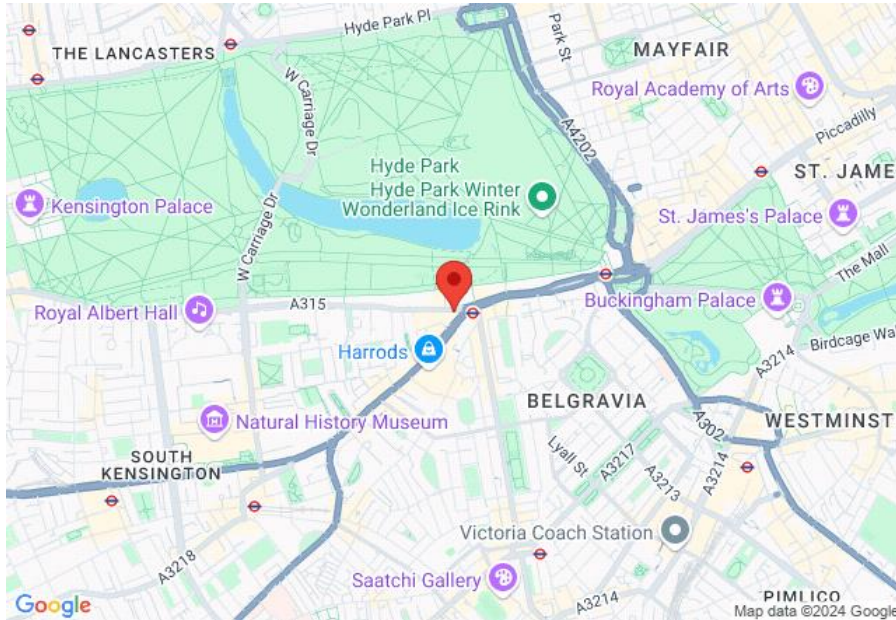 Hyde Park Pl
Park St
THE LANCASTERS
MAYFAIR
W Carriage Dr
Royal Academy of Arts
A4202
Piccadilly
Hyde Park
Hyde Park Winter
Wonderland Ice Rink
ST. JAME
Kensington Palace
St. James's Palace
W Carriage Dr
The Mall
A315
Royal Albert Hall
Buckingham Palace
Birdcage Wal
Harrods
A3214
BELGRAVIA
Natural History Museum
A302
WESTMINST
SOUTH
KENSINGTON
Lyall St
A3217
A3213
A3214
Victoria Coach Station
A3218
Saatchi Gallery
A3214
PIMLICO
Google
Map data ©2024 Google